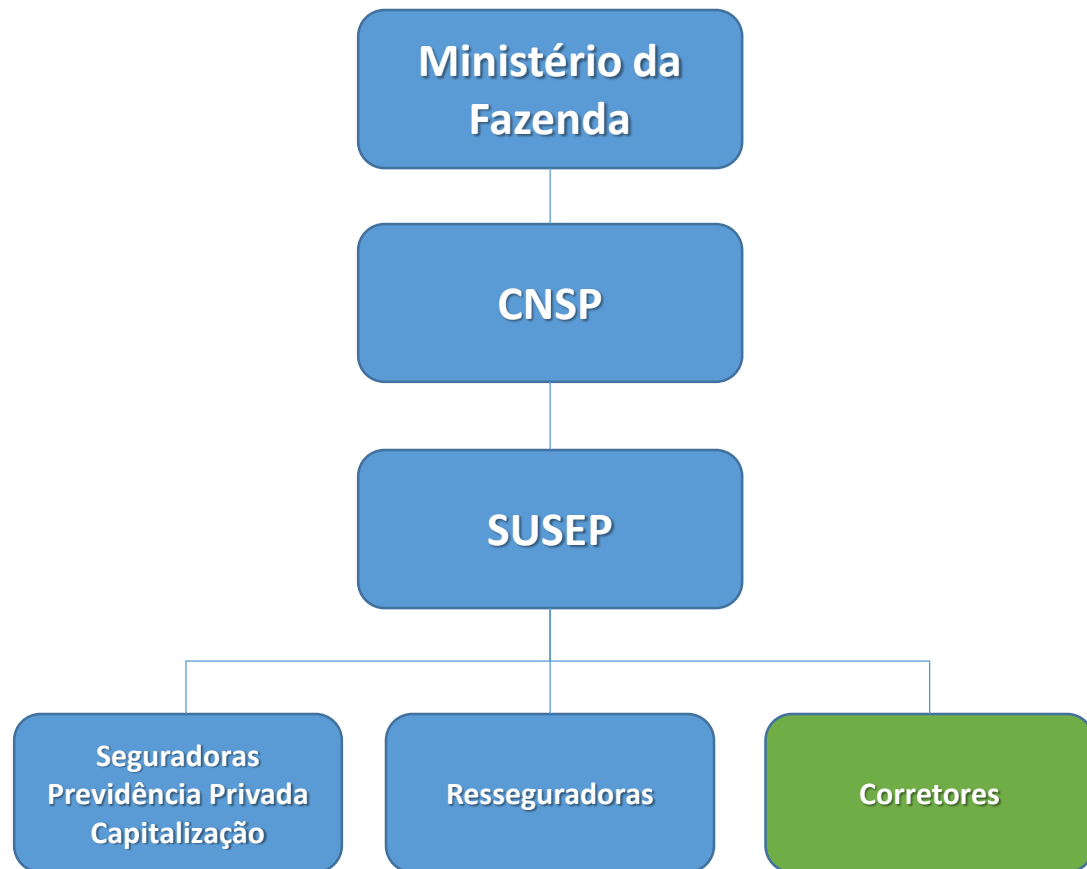 Ministério da
Fazenda
CNSP
SUSEP
Seguradoras
Previdência Privada
Capitalização
Resseguradoras
Corretores